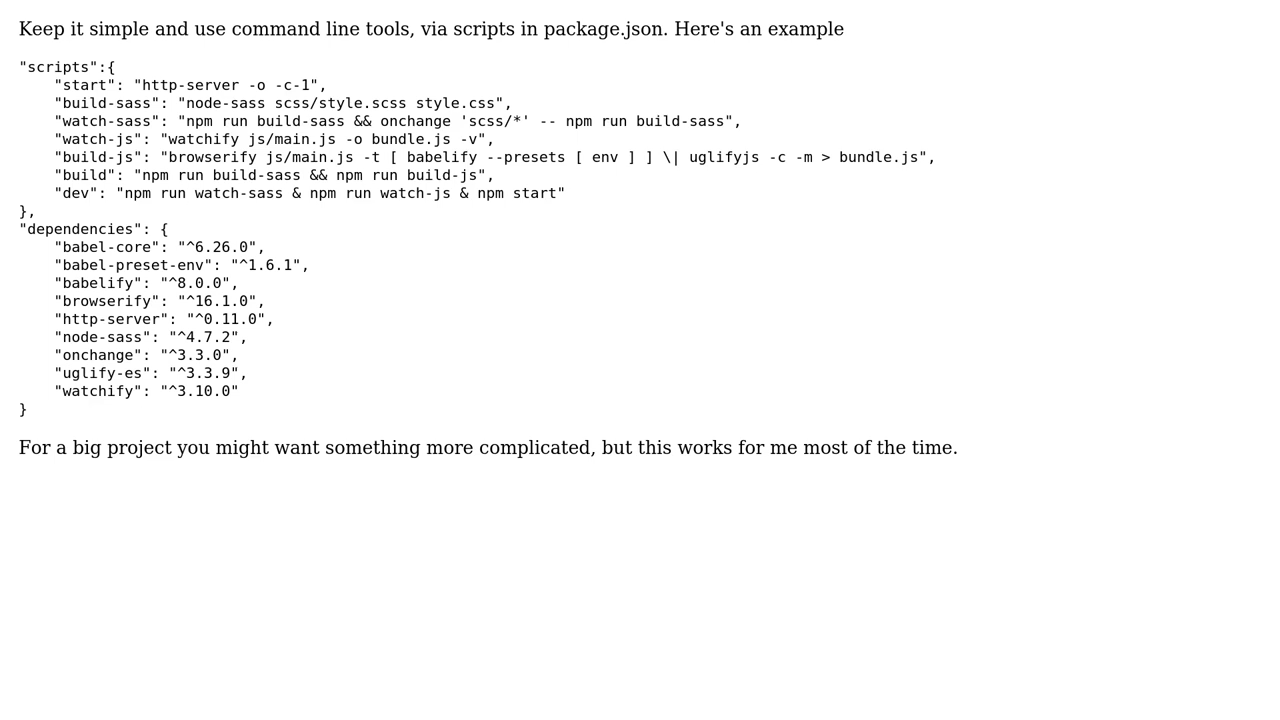 Keep it simple and use command line tools, via scripts in package.json. Here's an example
"scripts":{
    "start": "http-server -o -c-1",
    "build-sass": "node-sass scss/style.scss style.css",
    "watch-sass": "npm run build-sass && onchange 'scss/*' -- npm run build-sass",
    "watch-js": "watchify js/main.js -o bundle.js -v",
    "build-js": "browserify js/main.js -t [ babelify --presets [ env ] ] \| uglifyjs -c -m > bundle.js",
    "build": "npm run build-sass && npm run build-js",
    "dev": "npm run watch-sass & npm run watch-js & npm start"
},
"dependencies": {
    "babel-core": "^6.26.0",
    "babel-preset-env": "^1.6.1",
    "babelify": "^8.0.0",
    "browserify": "^16.1.0",
    "http-server": "^0.11.0",
    "node-sass": "^4.7.2",
    "onchange": "^3.3.0",
    "uglify-es": "^3.3.9",
    "watchify": "^3.10.0"
}
For a big project you might want something more complicated, but this works for me most of the time.